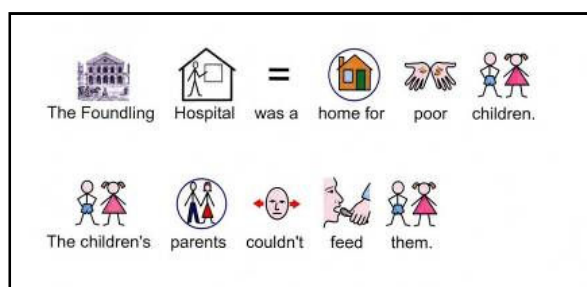 The Foundling Hospital was a home for poor children.
The children's parents couldn't feed them.